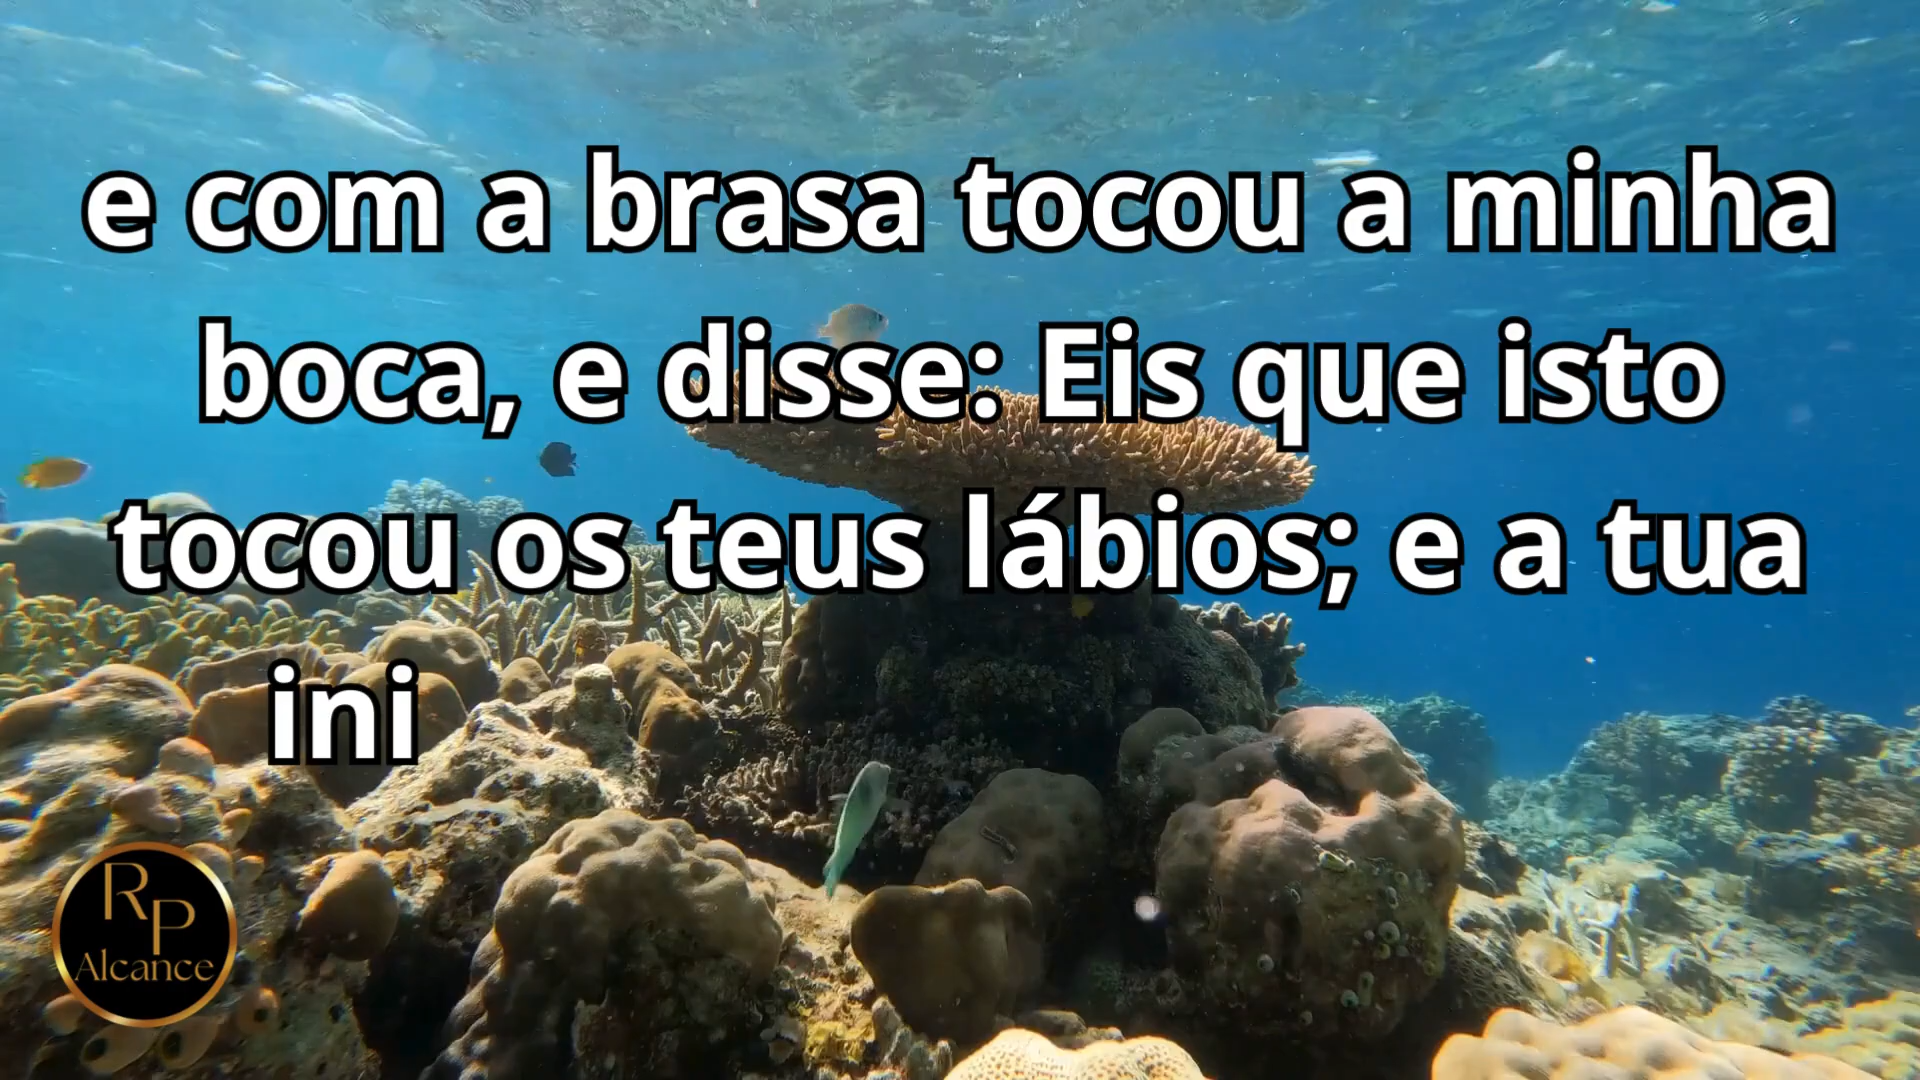 e com a brasa tocou a minha
boca, e disse: Eis que isto
tocou os teus lábios; e a tua
ini
RP
Alcance